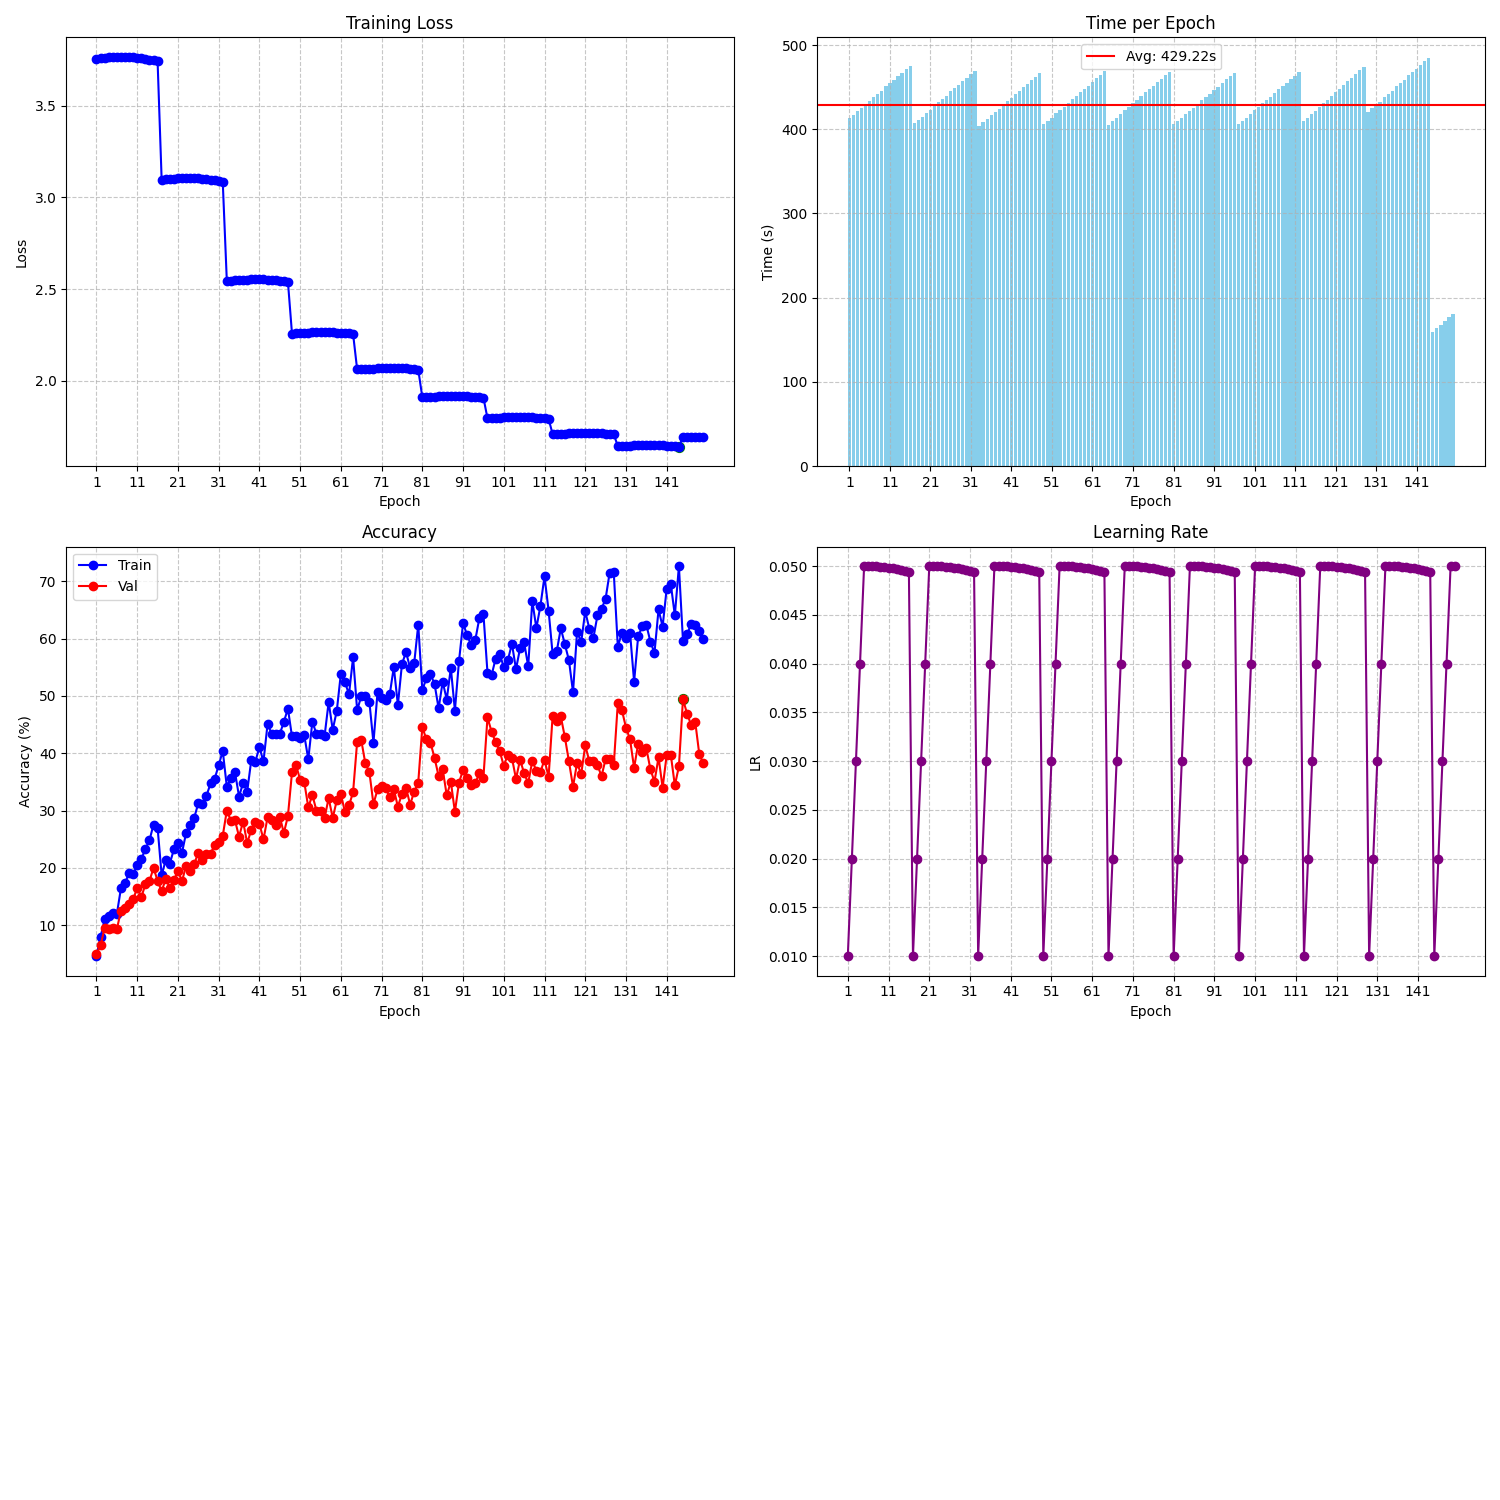 Training Loss
3.5
3.0
2.5
2.0
Loss
1 11 21 31 41 51 61 71 81 91 101 111 121 131 141
Epoch
Time per Epoch
Avg: 429.22s
500
400
300
200
100
0
Time (s)
1 11 21 31 41 51 61 71 81 91 101 111 121 131 141
Epoch
Accuracy
Train
Val
70
60
50
40
30
20
10
Accuracy (%)
1 11 21 31 41 51 61 71 81 91 101 111 121 131 141
Epoch
Learning Rate
0.050
0.045
0.040
0.035
0.030
0.025
0.020
0.015
0.010
LR
1 11 21 31 41 51 61 71 81 91 101 111 121 131 141
Epoch